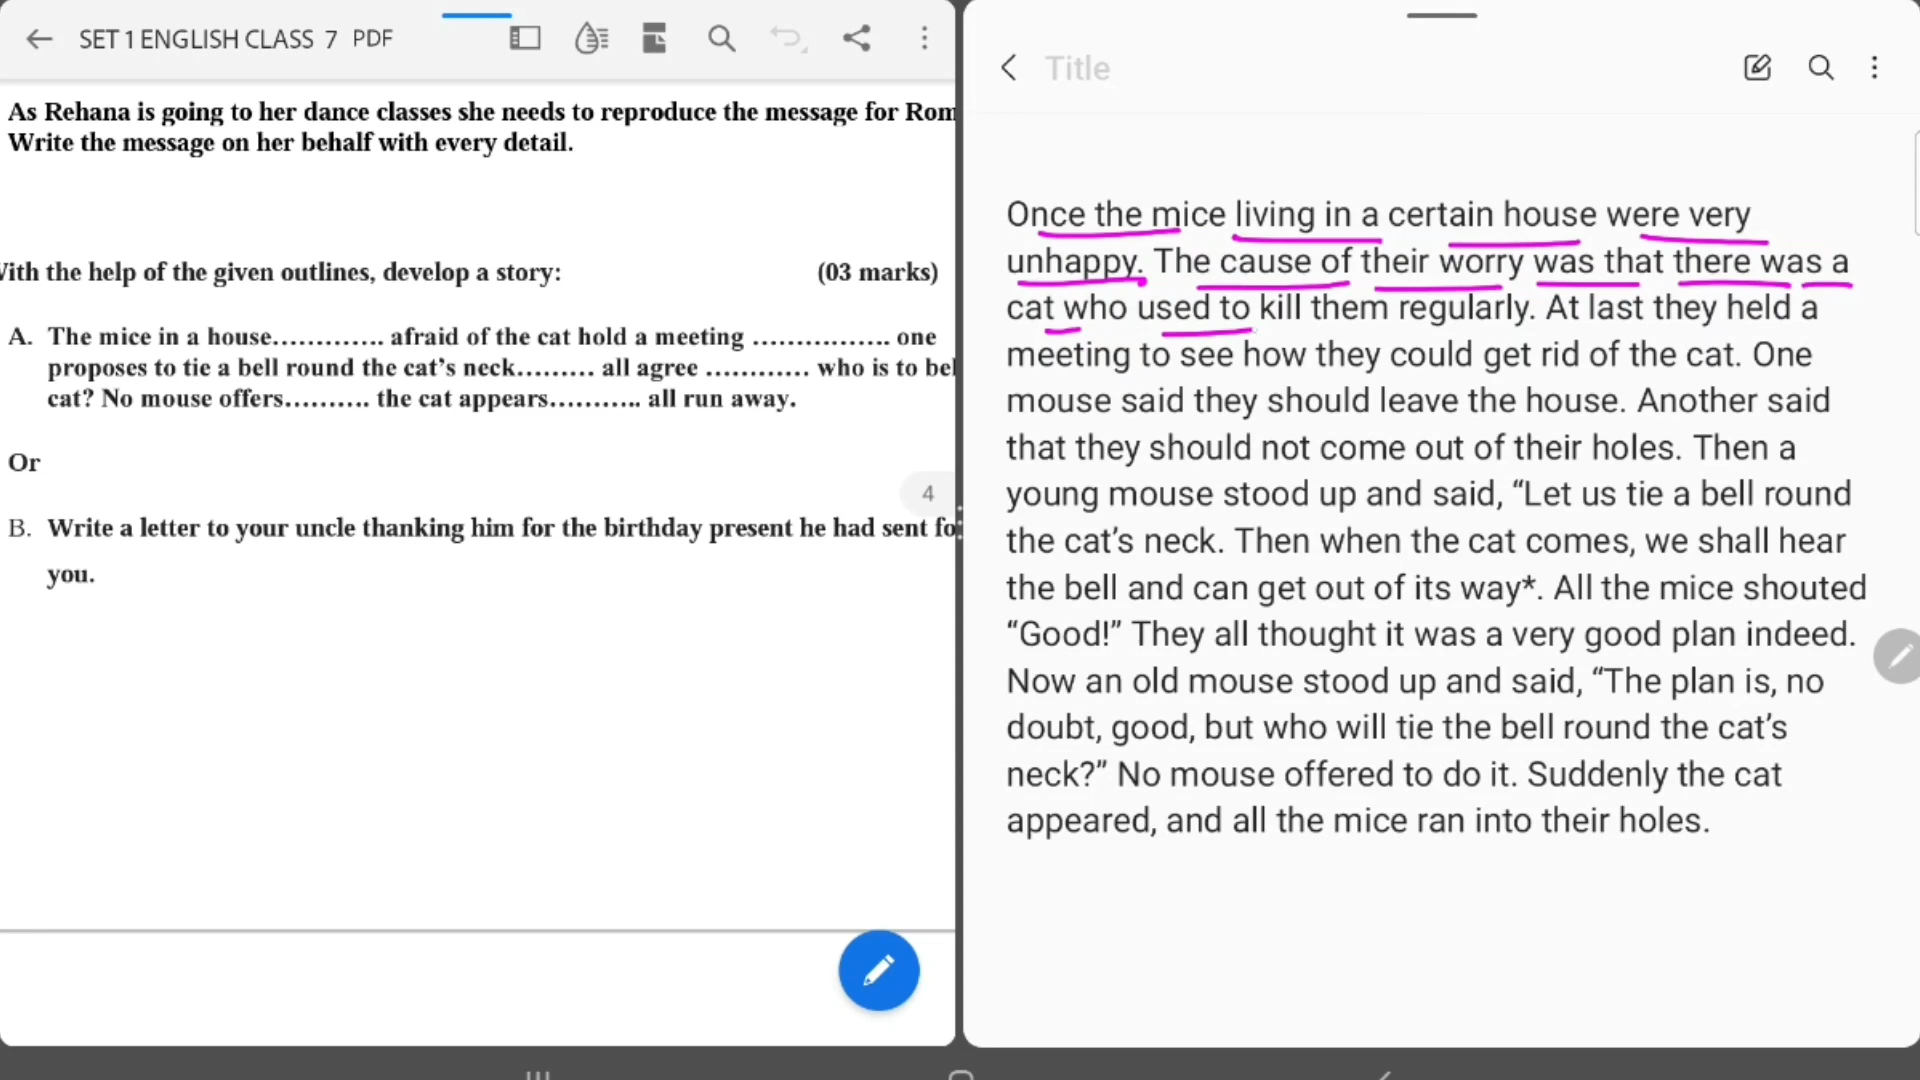 SET 1 ENGLISH CLASS 7 PDF
As Rehana is going to her dance classes she needs to reproduce the message for Rom
Write the message on her behalf with every detail.
With the help of the given outlines, develop a story: (03 marks)
A. The mice in a house…………. afraid of the cat hold a meeting ……………. one
proposes to tie a bell round the cat’s neck……… all agree ………… who is to bel
cat? No mouse offers………. the cat appears……….. all run away.
Or
4
B. Write a letter to your uncle thanking him for the birthday present he had sent fo
you.
Title
Once the mice living in a certain house were very
unhappy. The cause of their worry was that there was a
cat who used to kill them regularly. At last they held a
meeting to see how they could get rid of the cat. One
mouse said they should leave the house. Another said
that they should not come out of their holes. Then a
young mouse stood up and said, “Let us tie a bell round
the cat’s neck. Then when the cat comes, we shall hear
the bell and can get out of its way*. All the mice shouted
“Good!” They all thought it was a very good plan indeed.
Now an old mouse stood up and said, “The plan is, no
doubt, good, but who will tie the bell round the cat’s
neck?” No mouse offered to do it. Suddenly the cat
appeared, and all the mice ran into their holes.